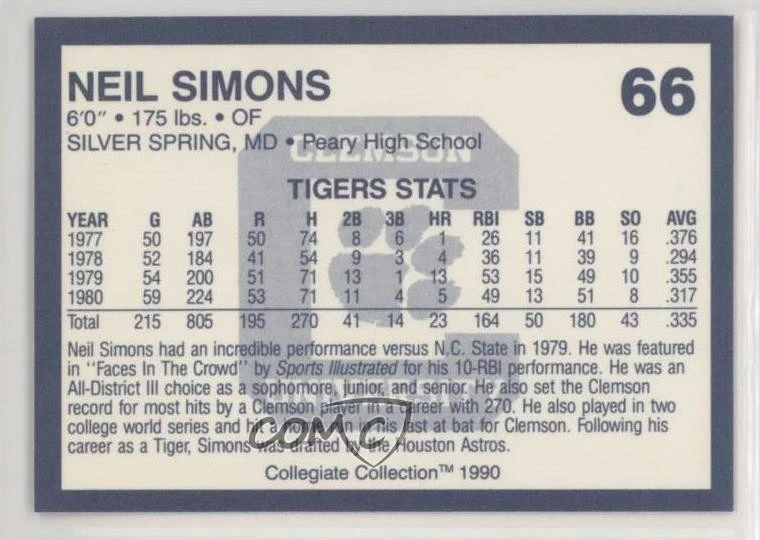 NEIL SIMONS 66
6'0" • 175 lbs. • OF
SILVER SPRING, MD • Peary High School
CLEMSON
TIGERS STATS
YEAR G AB R H 2B 3B HR RBI SB BB SO AVG
1977 50 197 50 74 8 6 1 26 11 41 16 .376
1978 52 184 41 54 9 3 4 36 11 39 9 .294
1979 54 200 51 71 13 1 13 53 15 49 10 .355
1980 59 224 53 71 11 4 5 49 13 51 8 .317
Total 215 805 195 270 41 14 23 164 50 180 43 .335
Neil Simons had an incredible performance versus N.C. State in 1979. He was featured
in "Faces In The Crowd" by Sports Illustrated for his 10-RBI performance. He was an
All-District III choice as a sophomore, junior, and senior. He also set the Clemson
UNIVERSITY
record for most hits by a Clemson player in a career with 270. He also played in two
college world series and hit a home run in his last at bat for Clemson. Following his
career as a Tiger, Simons was drafted by the Houston Astros.
COMC
Collegiate Collection™ 1990